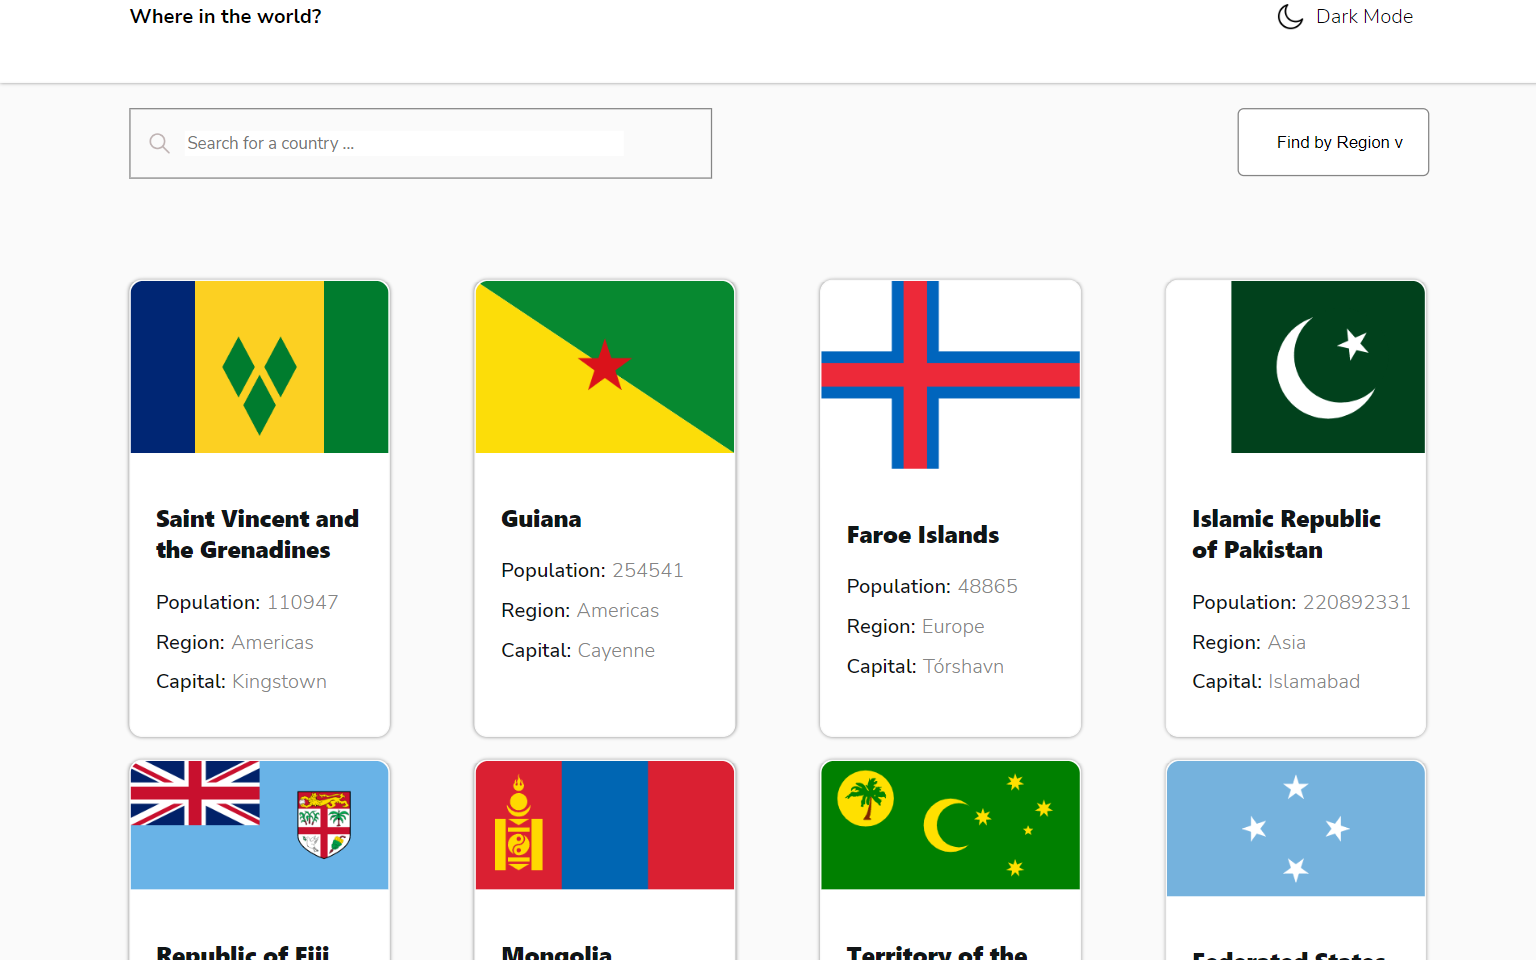 Where in the world?
Dark Mode
Search for a country ...
Find by Region v
Saint Vincent and
the Grenadines
Population: 110947
Region: Americas
Capital: Kingstown
Guiana
Population: 254541
Region: Americas
Capital: Cayenne
Faroe Islands
Population: 48865
Region: Europe
Capital: Tórshavn
Islamic Republic
of Pakistan
Population: 220892331
Region: Asia
Capital: Islamabad
Republic of Fiji
Mongolia
Territory of the
Federated States